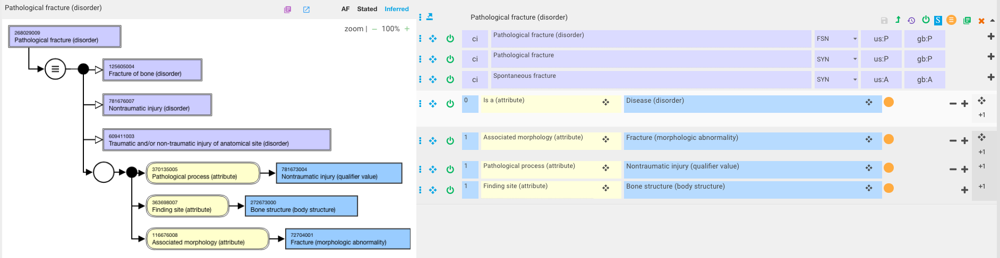 Pathological fracture (disorder)
AF Stated Inferred
zoom | − 100% +
268029009
Pathological fracture (disorder)
125605004
Fracture of bone (disorder)
781676007
Nontraumatic injury (disorder)
609411003
Traumatic and/or non-traumatic injury of anatomical site (disorder)
370135005
Pathological process (attribute)
781673004
Nontraumatic injury (qualifier value)
363698007
Finding site (attribute)
272673000
Bone structure (body structure)
116676008
Associated morphology (attribute)
72704001
Fracture (morphologic abnormality)
Pathological fracture (disorder)
S
ci Pathological fracture (disorder) FSN us:P gb:P
ci Pathological fracture SYN us:P gb:P
ci Spontaneous fracture SYN us:A gb:A
0 Is a (attribute) Disease (disorder)
+1
1 Associated morphology (attribute) Fracture (morphologic abnormality)
+1
1 Pathological process (attribute) Nontraumatic injury (qualifier value) +1
1 Finding site (attribute) Bone structure (body structure) +1